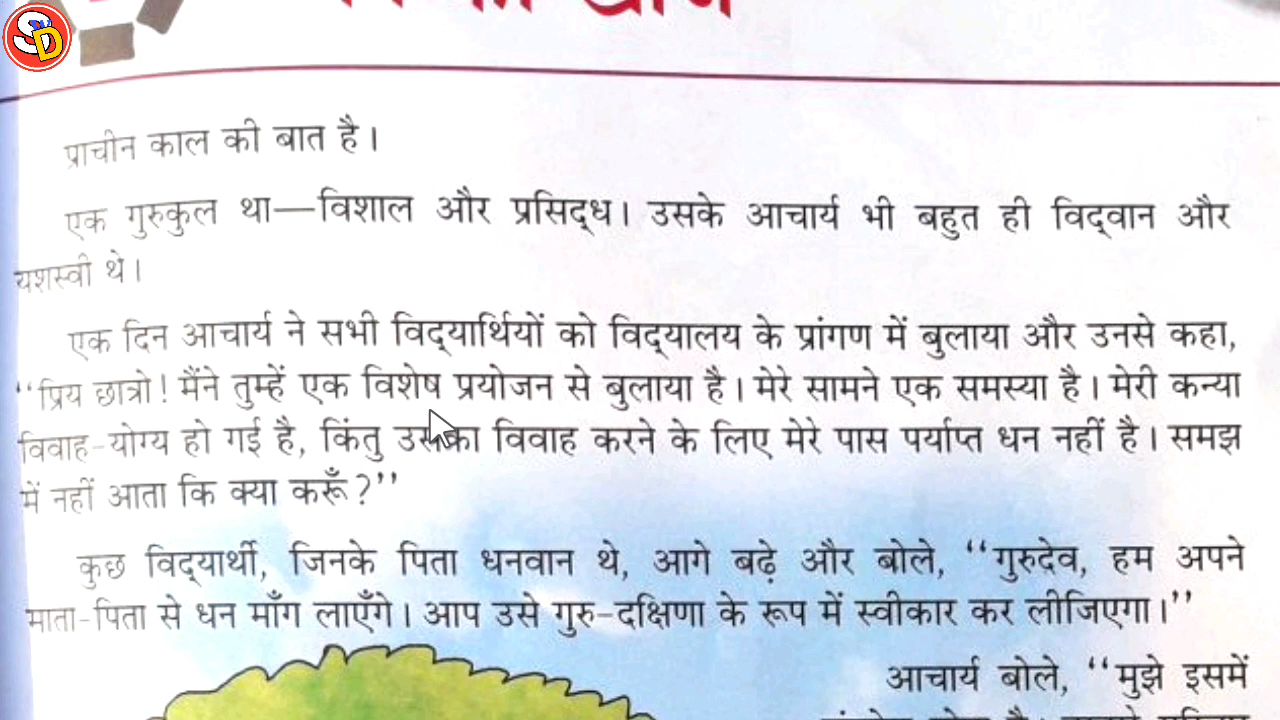 SD
प्राचीन काल की बात है।
एक गुरुकुल था—विशाल और प्रसिद्ध। उसके आचार्य भी बहुत ही विद्वान और
यशस्वी थे।
एक दिन आचार्य ने सभी विद्यार्थियों को विद्यालय के प्रांगण में बुलाया और उनसे कहा,
‘‘प्रिय छात्रो! मैंने तुम्हें एक विशेष प्रयोजन से बुलाया है। मेरे सामने एक समस्या है। मेरी कन्या
विवाह-योग्य हो गई है, किंतु उसका विवाह करने के लिए मेरे पास पर्याप्त धन नहीं है। समझ
में नहीं आता कि क्या करूँ?’’
कुछ विद्यार्थी, जिनके पिता धनवान थे, आगे बढ़े और बोले, ‘‘गुरुदेव, हम अपने
माता-पिता से धन माँग लाएँगे। आप उसे गुरु-दक्षिणा के रूप में स्वीकार कर लीजिएगा।’’
आचार्य बोले, ‘‘मुझे इसमें